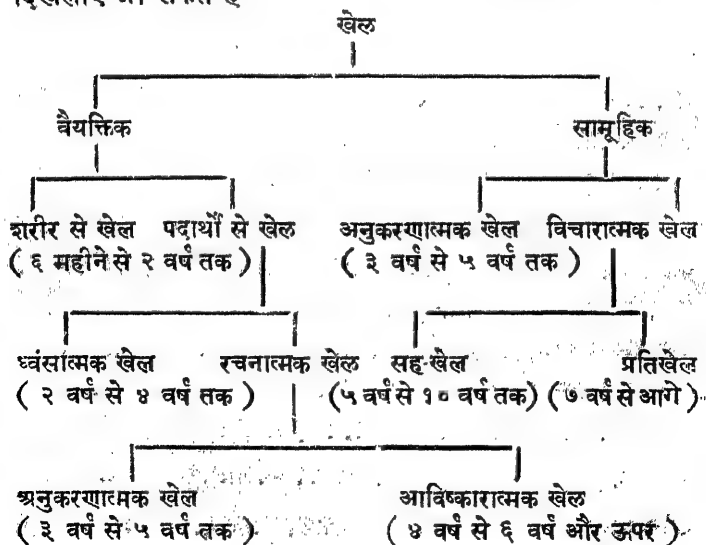 खेल
वैयक्तिक सामूहिक
शरीर से खेल पदार्थों से खेल अनुकरणात्मक खेल विचारात्मक खेल
( ६ महीने से २ वर्ष तक ) ( ३ वर्ष से ५ वर्ष तक )
ध्वंसात्मक खेल रचनात्मक खेल सह-खेल प्रतिखेल
( २ वर्ष से ४ वर्ष तक ) (५ वर्ष से १० वर्ष तक) (७ वर्ष से आगे)
अनुकरणात्मक खेल आविष्कारात्मक खेल
( ३ वर्ष से ५ वर्ष तक ) ( ४ वर्ष से ६ वर्ष और ऊपर )